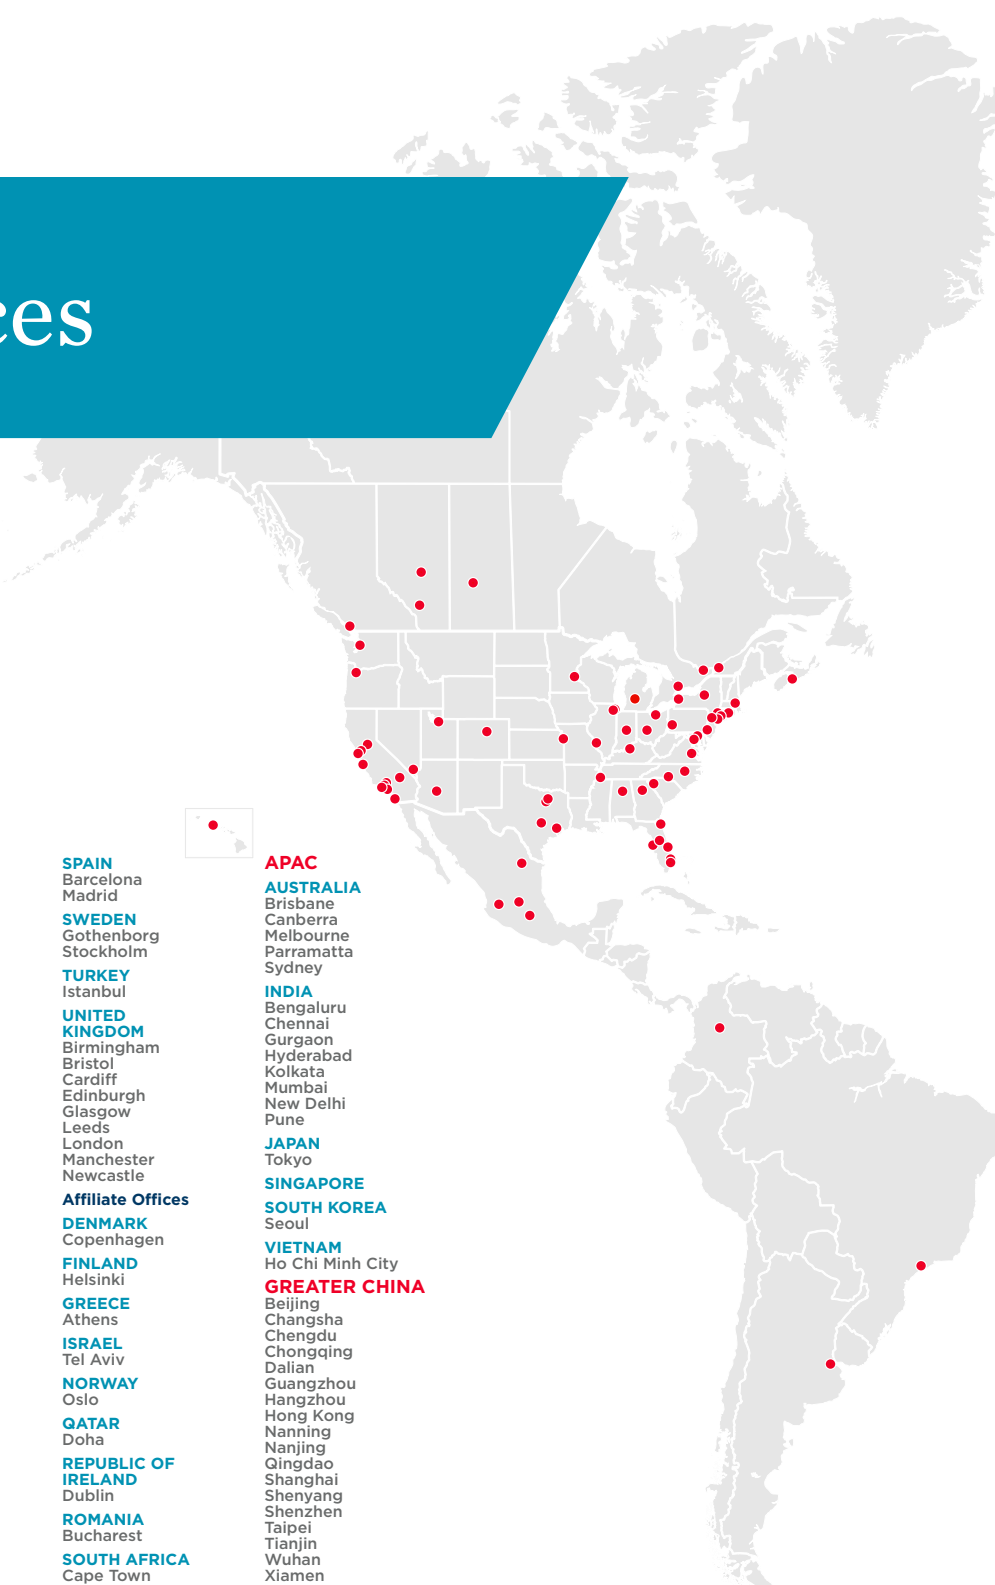 ces
SPAIN
Barcelona
Madrid
SWEDEN
Gothenborg
Stockholm
TURKEY
Istanbul
UNITED
KINGDOM
Birmingham
Bristol
Cardiff
Edinburgh
Glasgow
Leeds
London
Manchester
Newcastle
Affiliate Offices
DENMARK
Copenhagen
FINLAND
Helsinki
GREECE
Athens
ISRAEL
Tel Aviv
NORWAY
Oslo
QATAR
Doha
REPUBLIC OF
IRELAND
Dublin
ROMANIA
Bucharest
SOUTH AFRICA
Cape Town
APAC
AUSTRALIA
Brisbane
Canberra
Melbourne
Parramatta
Sydney
INDIA
Bengaluru
Chennai
Gurgaon
Hyderabad
Kolkata
Mumbai
New Delhi
Pune
JAPAN
Tokyo
SINGAPORE
SOUTH KOREA
Seoul
VIETNAM
Ho Chi Minh City
GREATER CHINA
Beijing
Changsha
Chengdu
Chongqing
Dalian
Guangzhou
Hangzhou
Hong Kong
Nanning
Nanjing
Qingdao
Shanghai
Shenyang
Shenzhen
Taipei
Tianjin
Wuhan
Xiamen